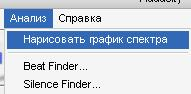 Анализ Справка
Нарисовать график спектра
Beat Finder...
Silence Finder...